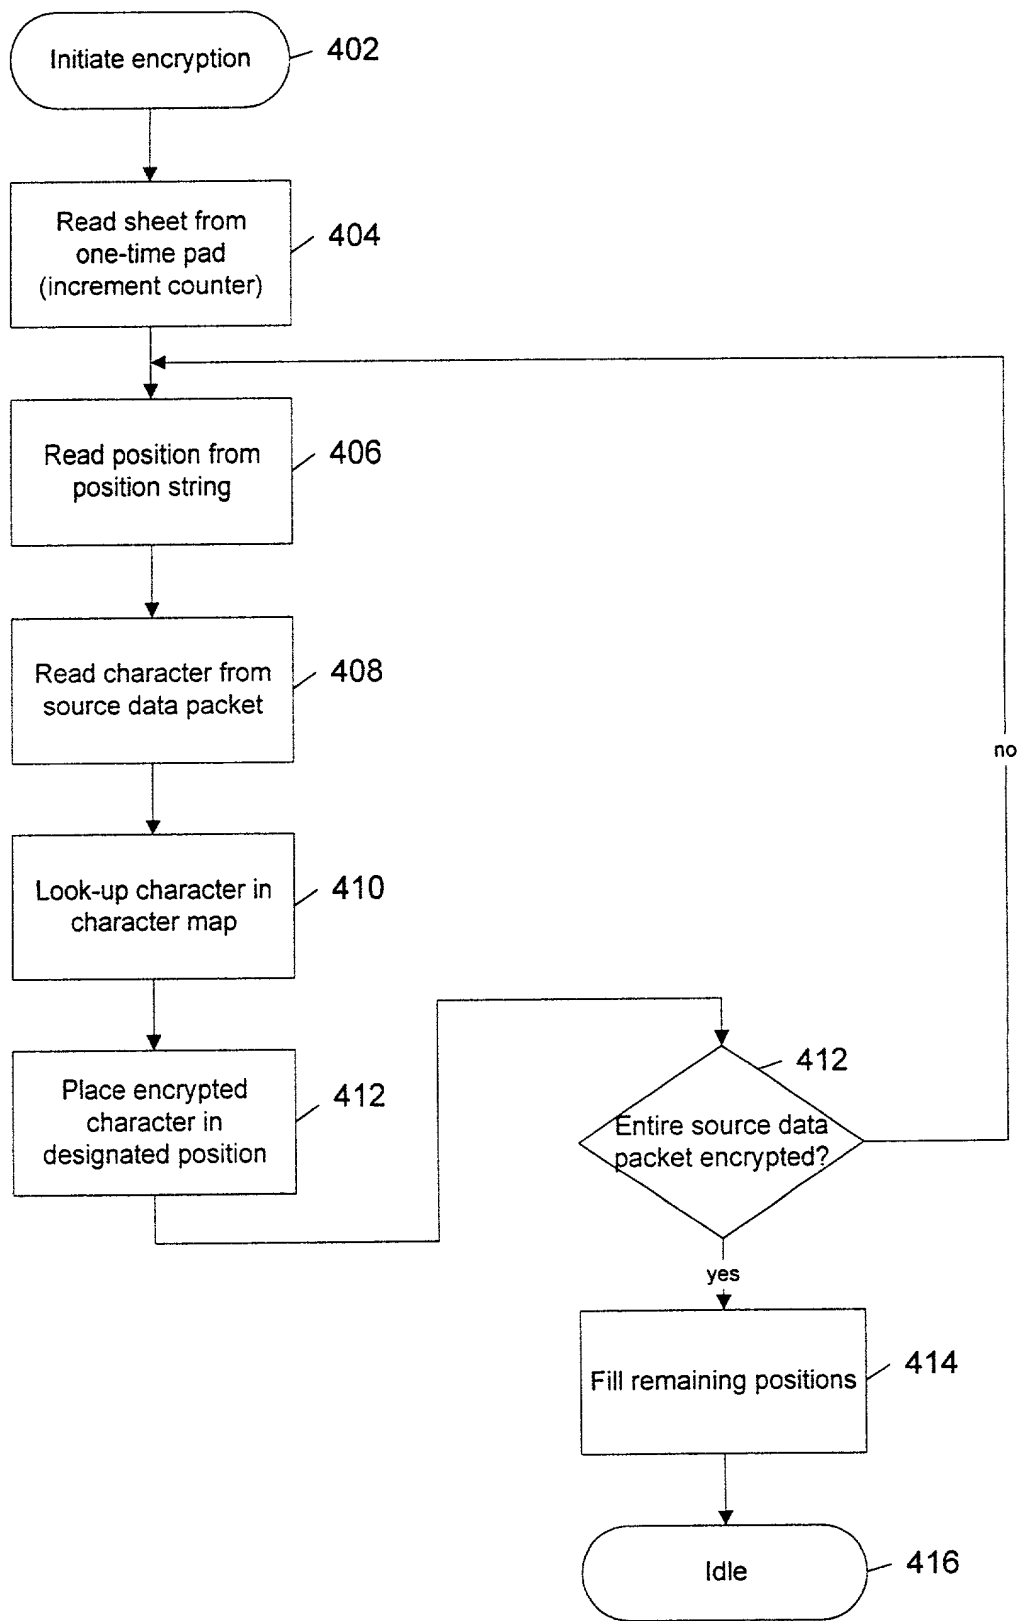 Initiate encryption
402
Read sheet from
one-time pad
(increment counter)
404
Read position from
position string
406
Read character from
source data packet
408
no
Look-up character in
character map
410
Place encrypted
character in
designated position
412
412
Entire source data
packet encrypted?
yes
Fill remaining positions
414
Idle
416